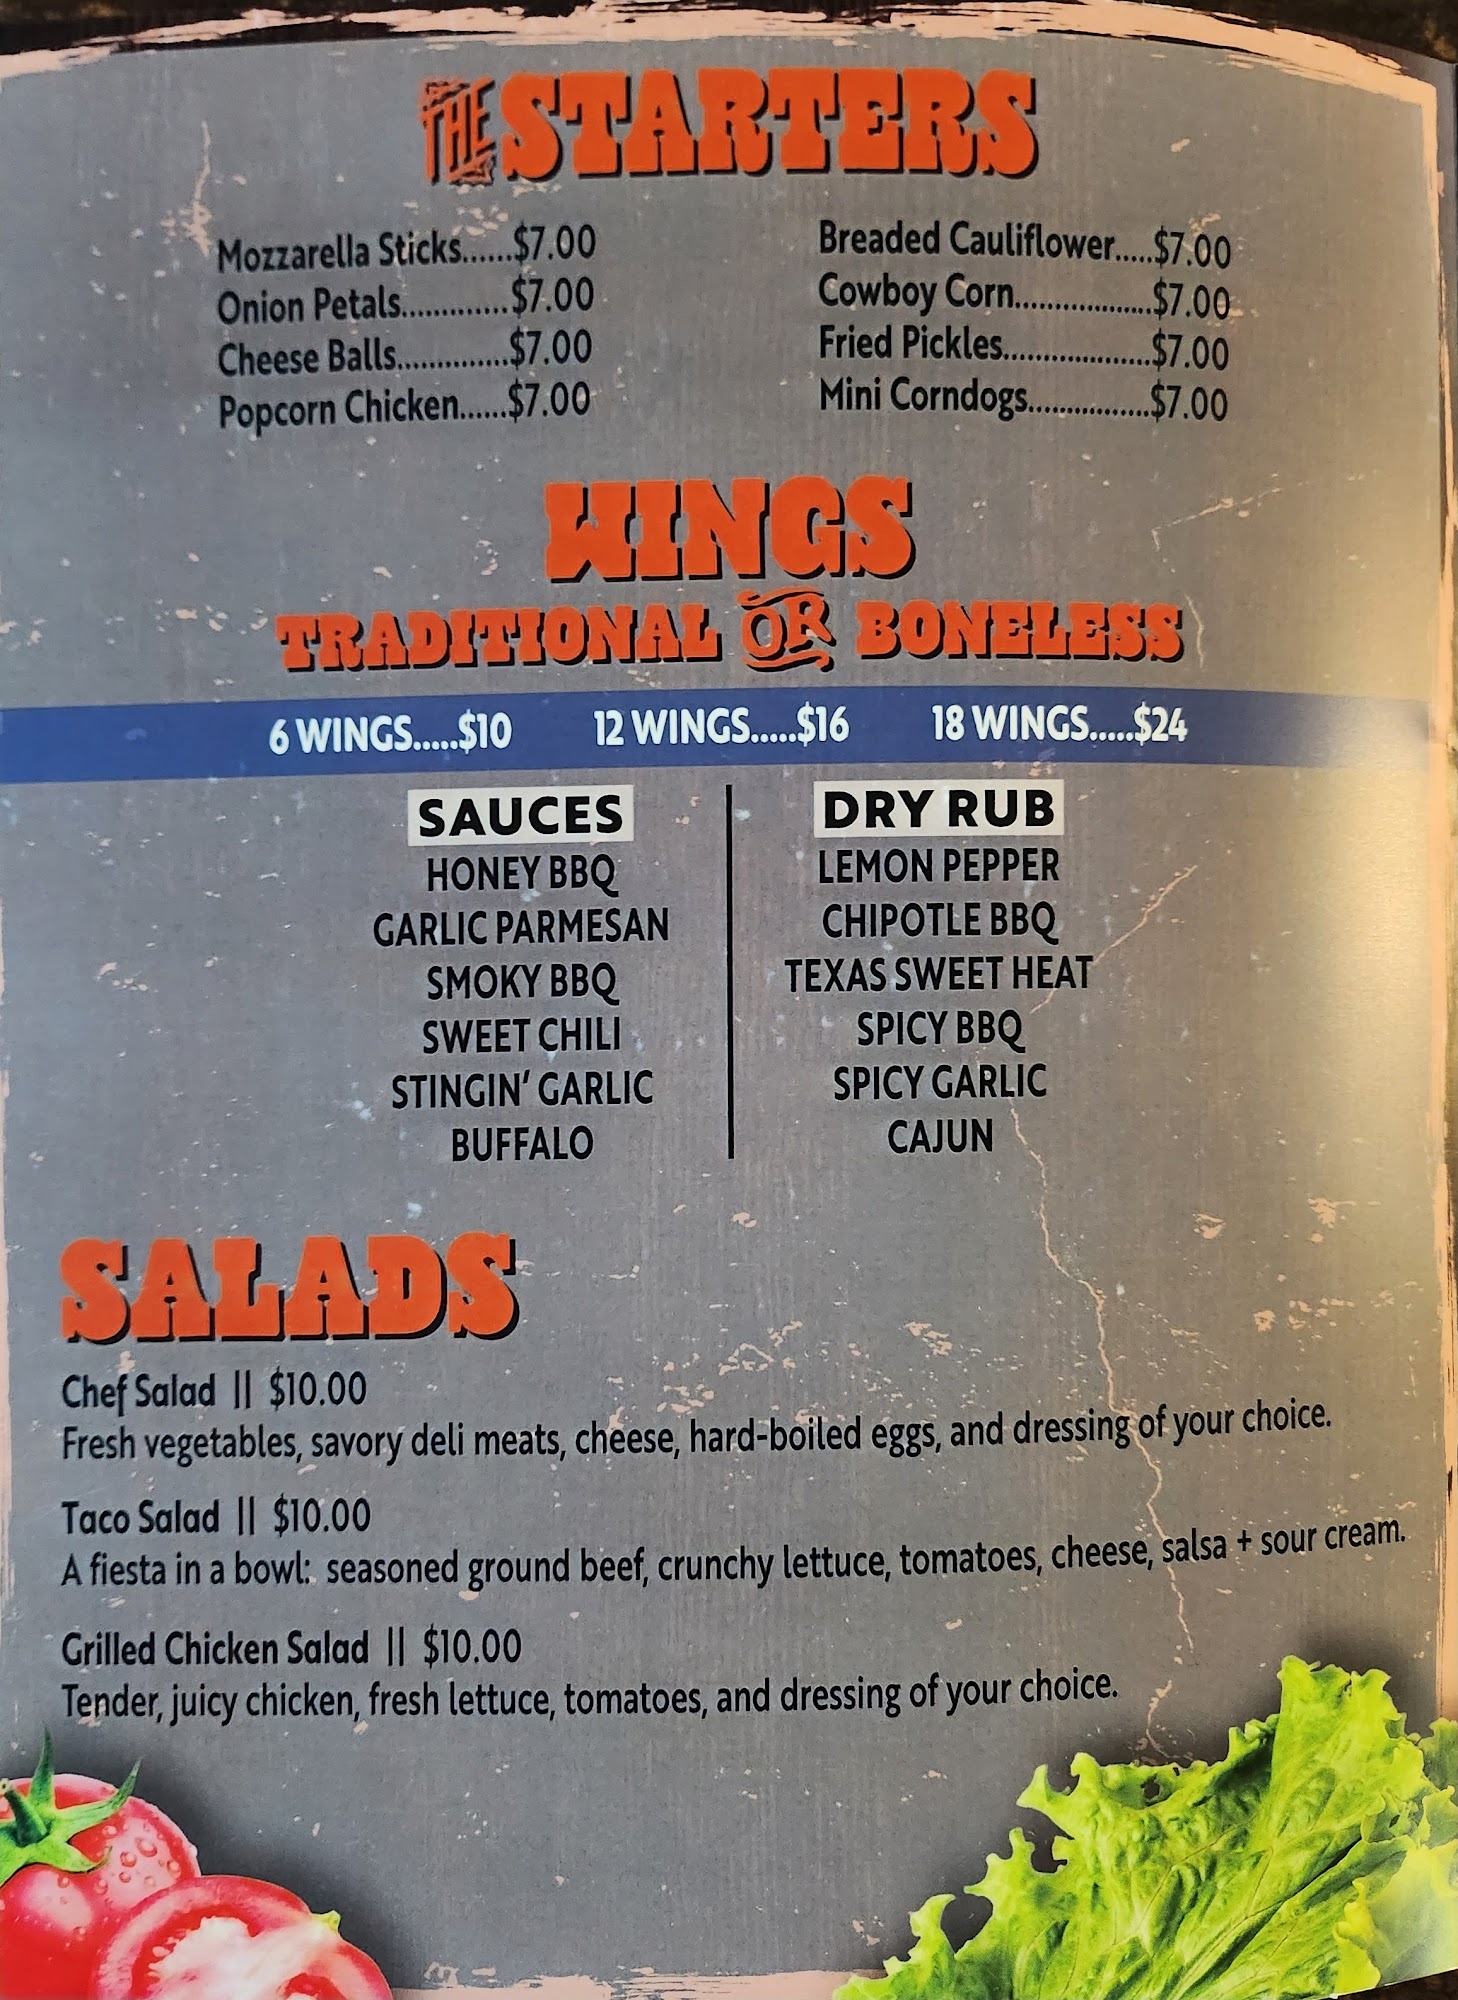 THE STARTERS
Mozzarella Sticks......$7.00
Onion Petals.............$7.00
Cheese Balls..............$7.00
Popcorn Chicken......$7.00
Breaded Cauliflower.....$7.00
Cowboy Corn..................$7.00
Fried Pickles....................$7.00
Mini Corndogs................$7.00
WINGS
TRADITIONAL OR BONELESS
6 WINGS.....$10 12 WINGS.....$16 18 WINGS.....$24
SAUCES
HONEY BBQ
GARLIC PARMESAN
SMOKY BBQ
SWEET CHILI
STINGIN' GARLIC
BUFFALO
DRY RUB
LEMON PEPPER
CHIPOTLE BBQ
TEXAS SWEET HEAT
SPICY BBQ
SPICY GARLIC
CAJUN
SALADS
Chef Salad || $10.00
Fresh vegetables, savory deli meats, cheese, hard-boiled eggs, and dressing of your choice.
Taco Salad || $10.00
A fiesta in a bowl: seasoned ground beef, crunchy lettuce, tomatoes, cheese, salsa + sour cream.
Grilled Chicken Salad || $10.00
Tender, juicy chicken, fresh lettuce, tomatoes, and dressing of your choice.